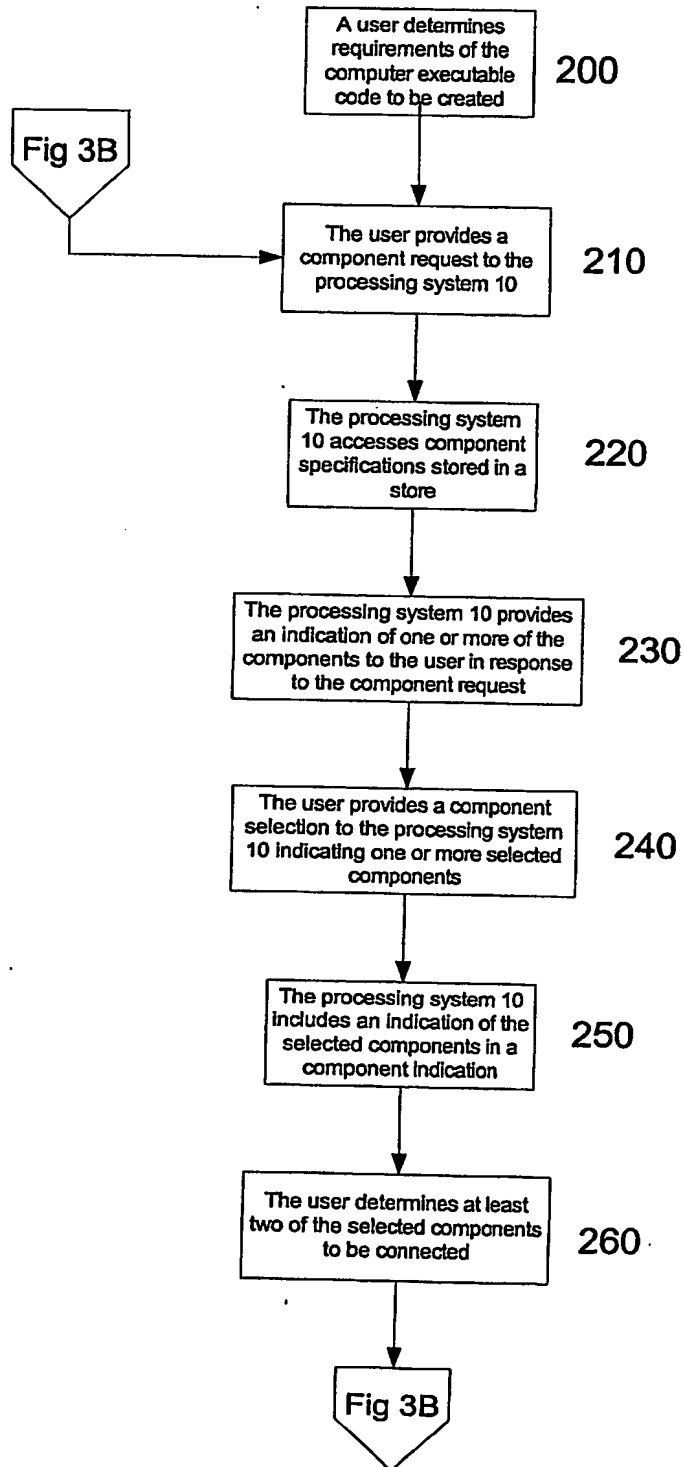 A user determines
requirements of the
computer executable
code to be created
200
Fig 3B
The user provides a
component request to the
processing system 10
210
The processing system
10 accesses component
specifications stored in a
store
220
The processing system 10 provides
an indication of one or more of the
components to the user in response
to the component request
230
The user provides a component
selection to the processing system
10 indicating one or more selected
components
240
The processing system 10
includes an indication of the
selected components in a
component indication
250
The user determines at least
two of the selected components
to be connected
260
Fig 3B